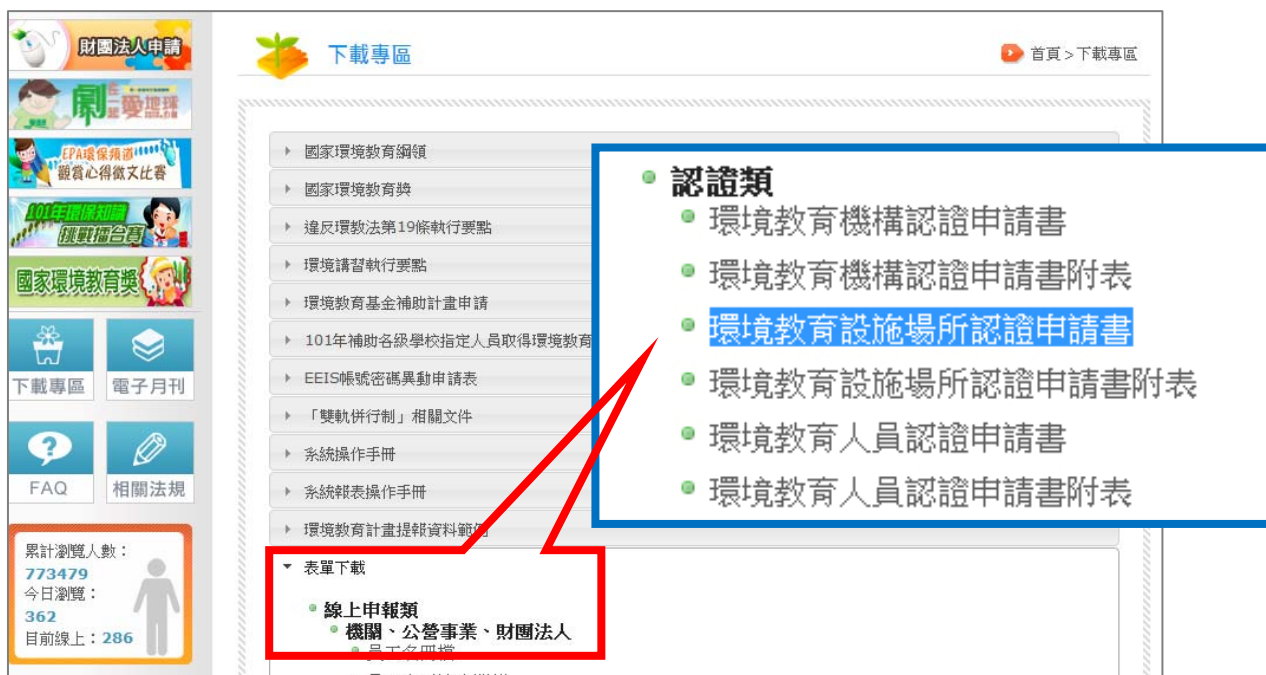 財團法人申請
劇在一起愛地球
EPA環保頻道
觀賞心得徵文比賽
101年環保知識
挑戰擂台賽
國家環境教育獎
下載專區
電子月刊
FAQ
相關法規
累計瀏覽人數：
773479
今日瀏覽：
362
目前線上：286
下載專區
首頁>下載專區
國家環境教育綱領
國家環境教育獎
違反環教法第19條執行要點
環境講習執行要點
環境教育基金補助計畫申請
101年補助各級學校指定人員取得環境教育
EEIS帳號密碼異動申請表
「雙軌併行制」相關文件
系統操作手冊
系統報表操作手冊
環境教育計畫提報資料範例
表單下載
線上申報類
機關、公營事業、財團法人
員工名冊檔
認證類
環境教育機構認證申請書
環境教育機構認證申請書附表
環境教育設施場所認證申請書
環境教育設施場所認證申請書附表
環境教育人員認證申請書
環境教育人員認證申請書附表